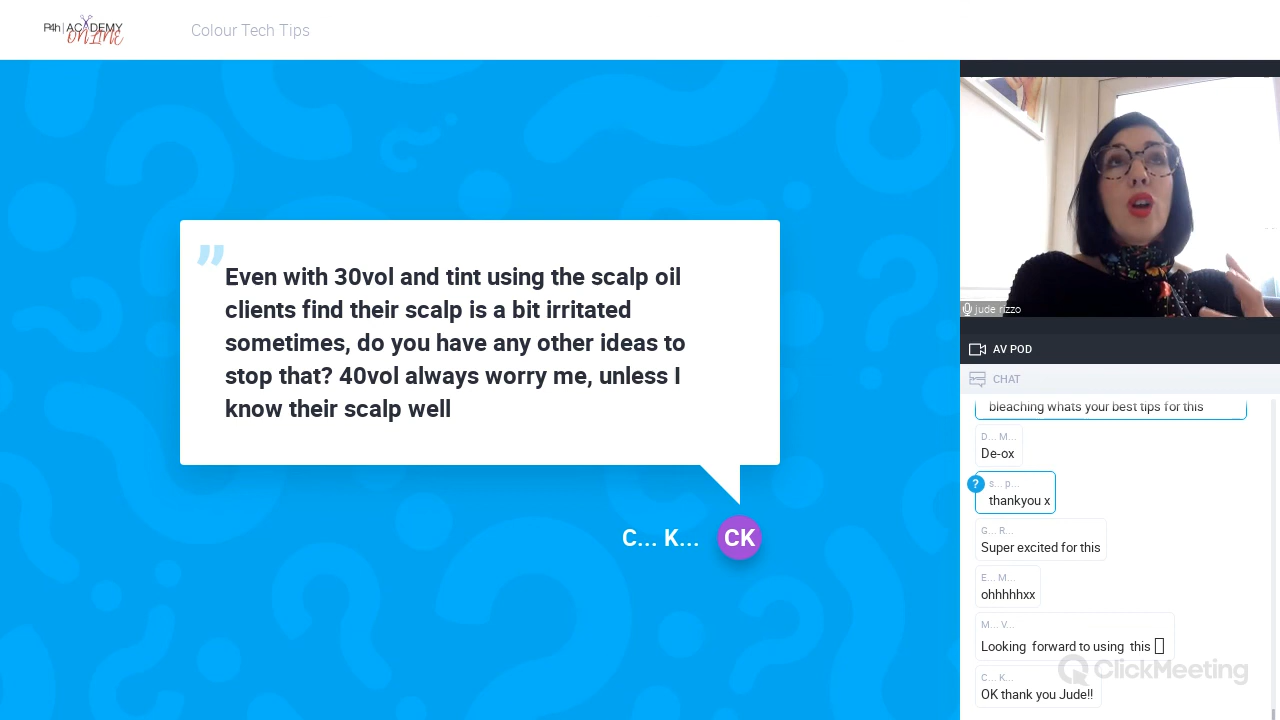 P4h | ACADEMY
ONLINE
Colour Tech Tips
”
Even with 30vol and tint using the scalp oil
clients find their scalp is a bit irritated
sometimes, do you have any other ideas to
stop that? 40vol always worry me, unless I
know their scalp well
C... K...
CK
jude rizzo
AV POD
CHAT
bleaching whats your best tips for this
D... M...
De-ox
?
s... p...
thankyou x
G... R...
Super excited for this
E... M...
ohhhhhxx
M... V...
Looking forward to using this
C... K...
OK thank you Jude!!
ClickMeeting